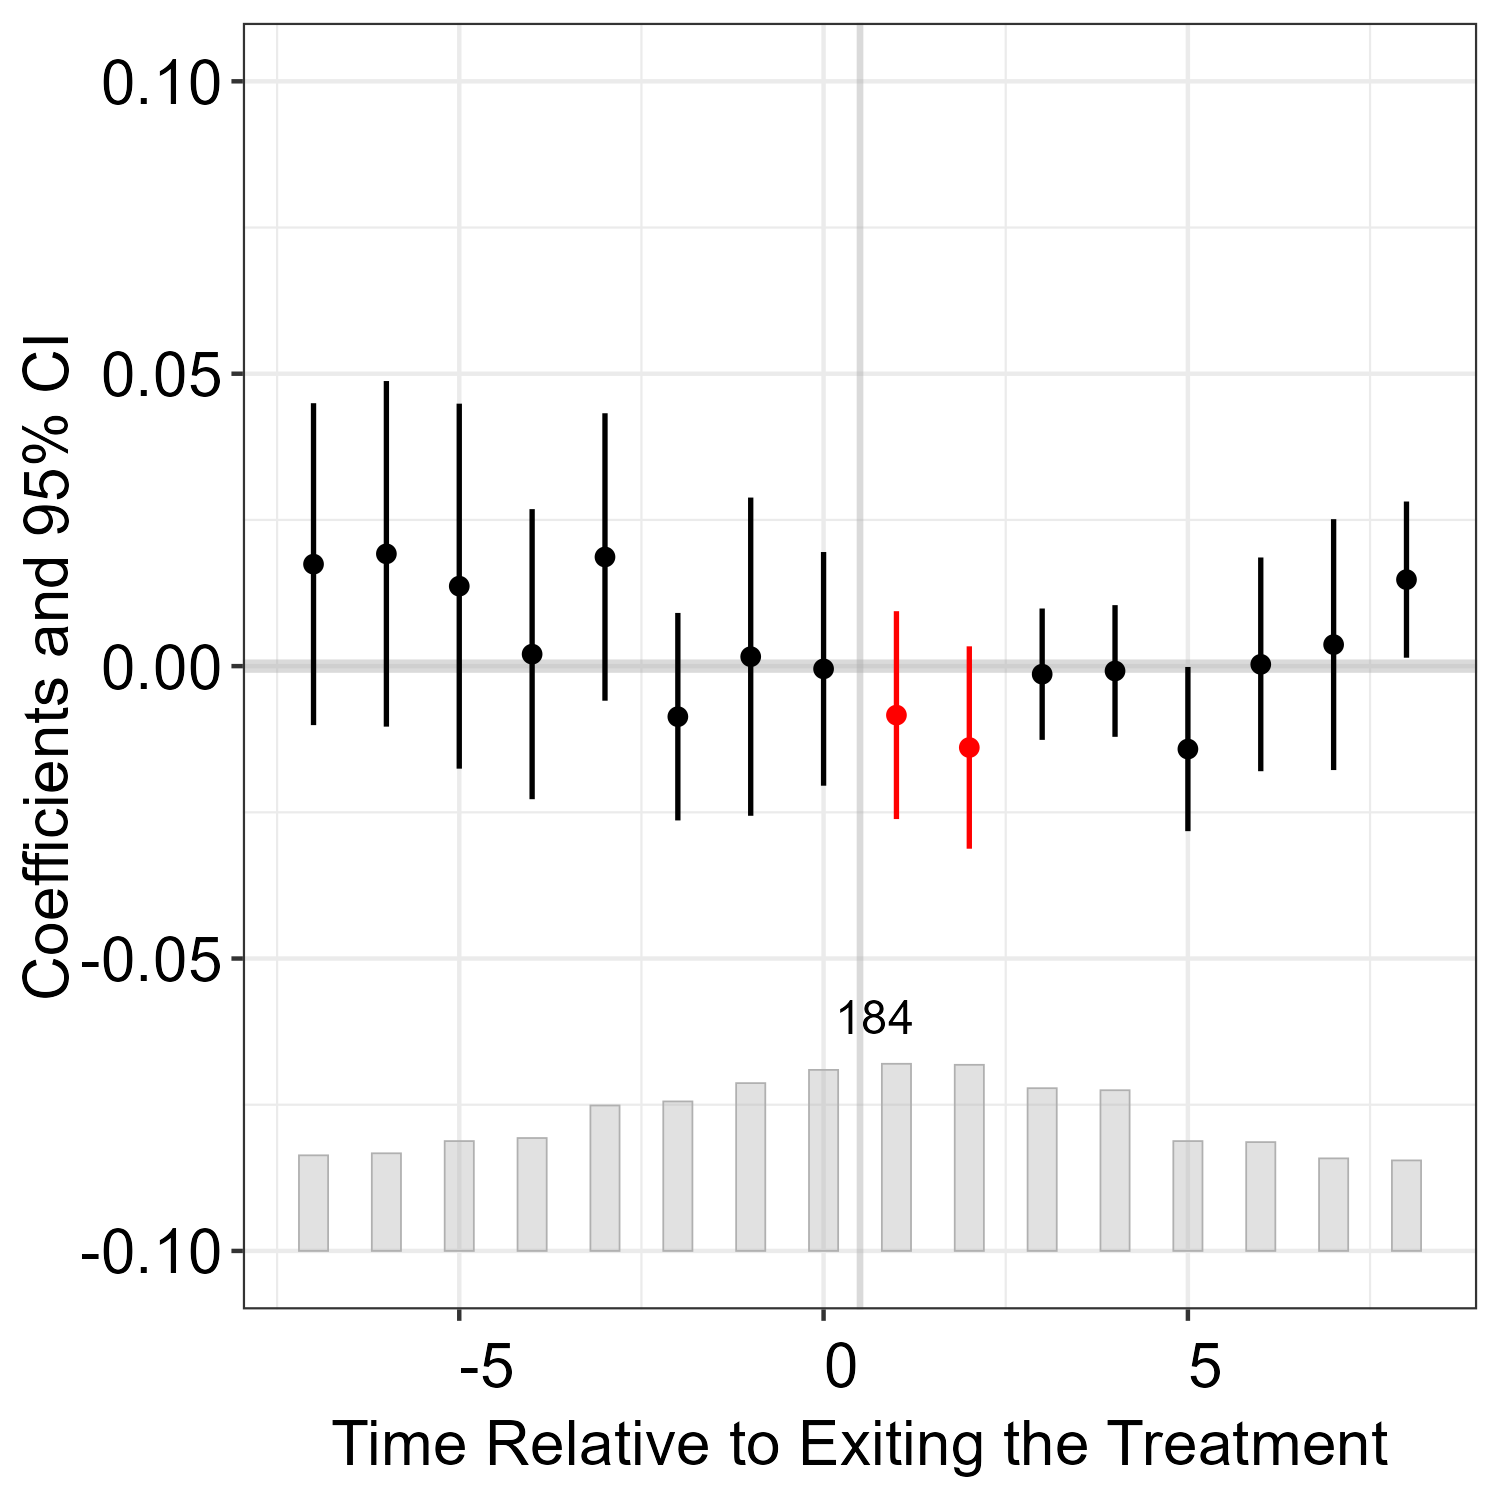 Coefficients and 95% CI
0.10
0.05
0.00
-0.05
-0.10
184
-5 0 5
Time Relative to Exiting the Treatment